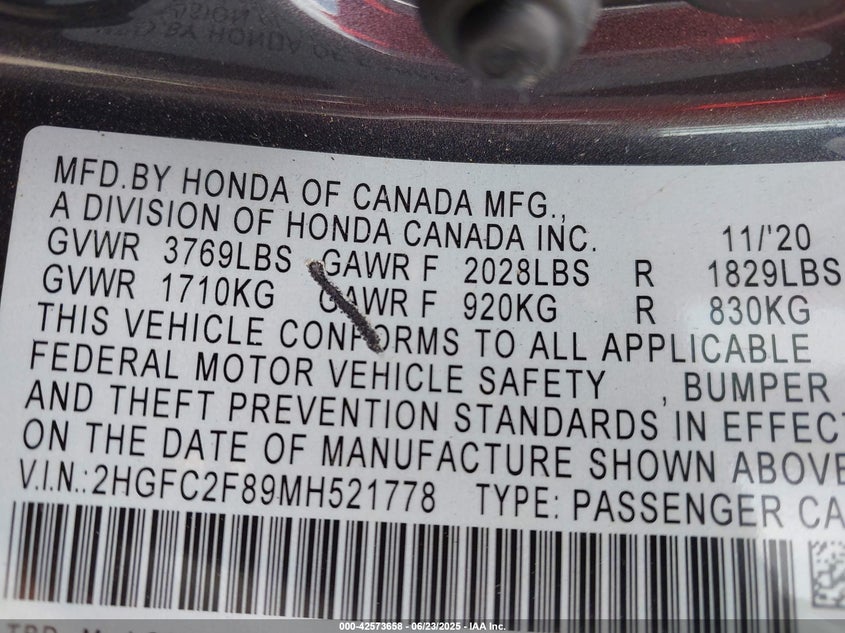 MFD.BY HONDA OF CANADA MFG.,
A DIVISION OF HONDA CANADA INC. 11/'20
GVWR 3769LBS GAWR F 2028LBS R 1829LBS
GVWR 1710KG GAWR F 920KG R 830KG
THIS VEHICLE CONFORMS TO ALL APPLICABLE
FEDERAL MOTOR VEHICLE SAFETY , BUMPER
AND THEFT PREVENTION STANDARDS IN EFFECT
ON THE DATE OF MANUFACTURE SHOWN ABOVE
V.I.N.:2HGFC2F89MH521778 TYPE: PASSENGER CA
000-42573658 - 06/23/2025 - IAA Inc.